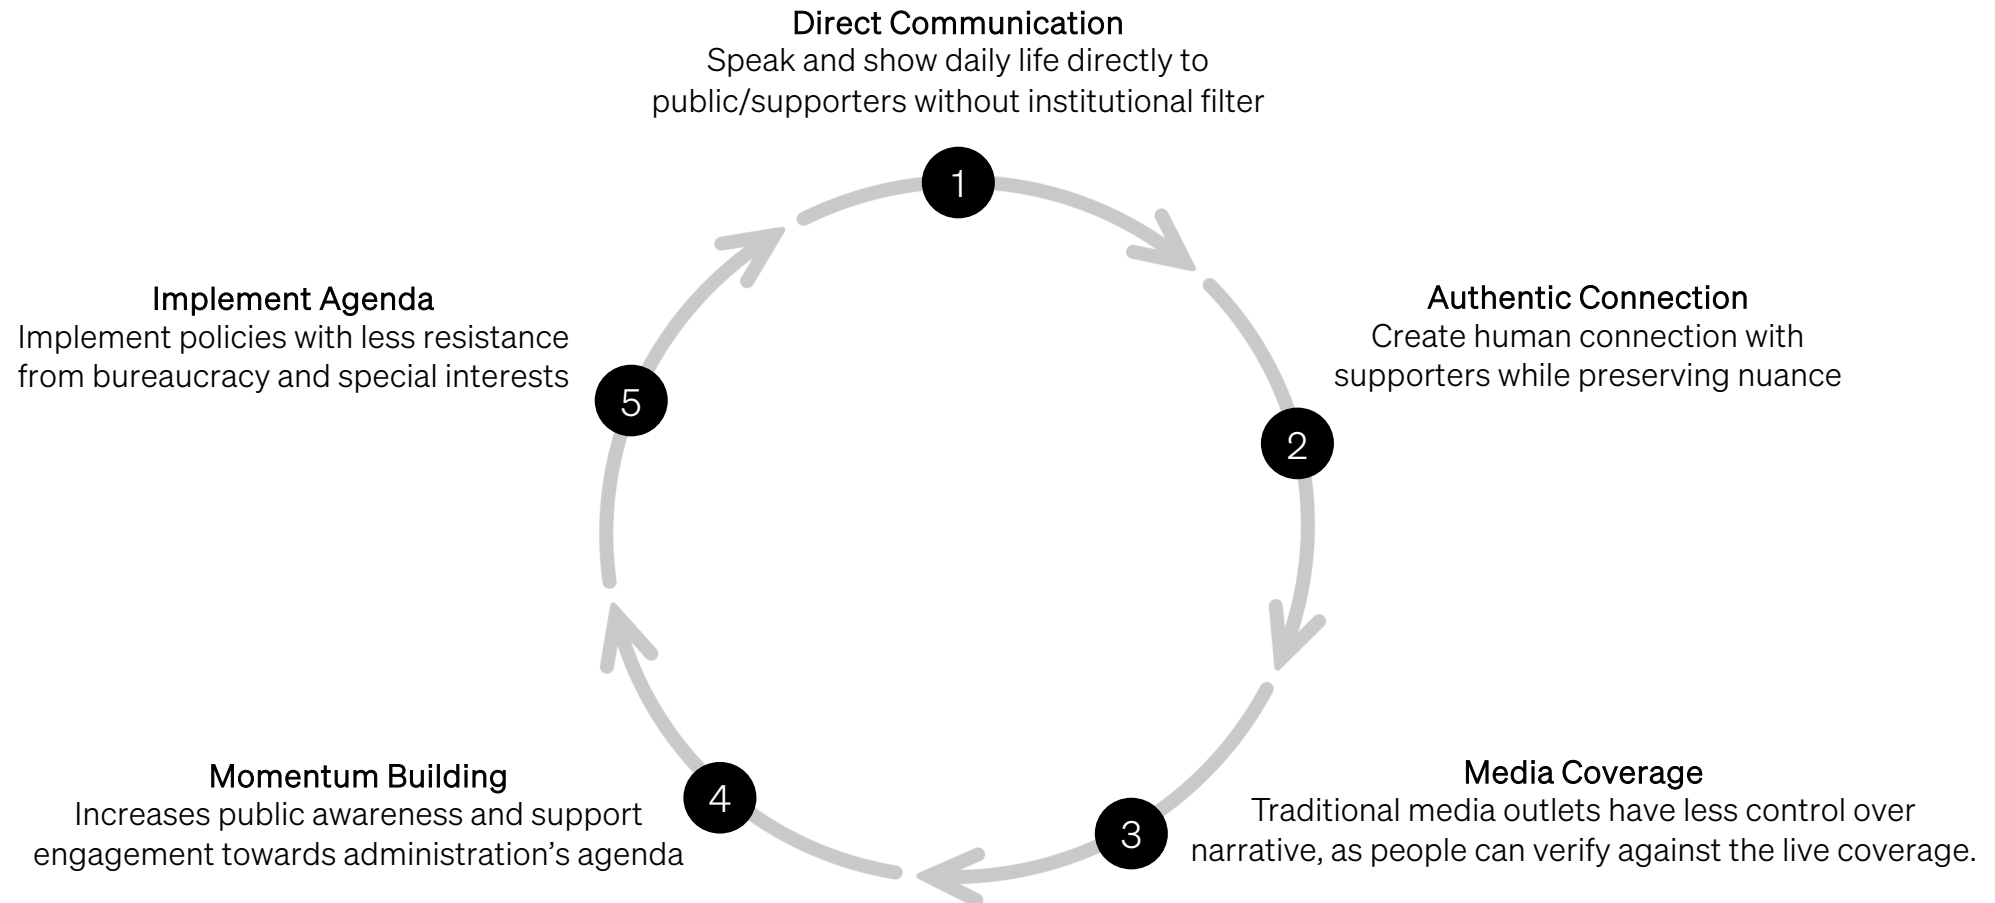 Direct Communication
Speak and show daily life directly to
public/supporters without institutional filter
1
Authentic Connection
Create human connection with
supporters while preserving nuance
2
Media Coverage
Traditional media outlets have less control over
narrative, as people can verify against the live coverage.
3
Momentum Building
Increases public awareness and support
engagement towards administration’s agenda
4
Implement Agenda
Implement policies with less resistance
from bureaucracy and special interests
5